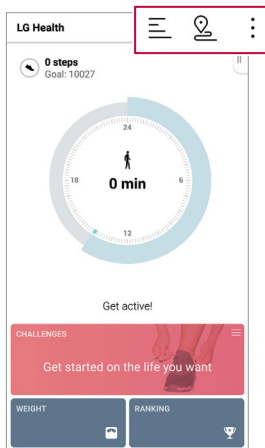 LG Health
0 steps
Goal: 10027
24
18
0 min
6
12
Get active!
CHALLENGES
Get started on the life you want
WEIGHT
RANKING